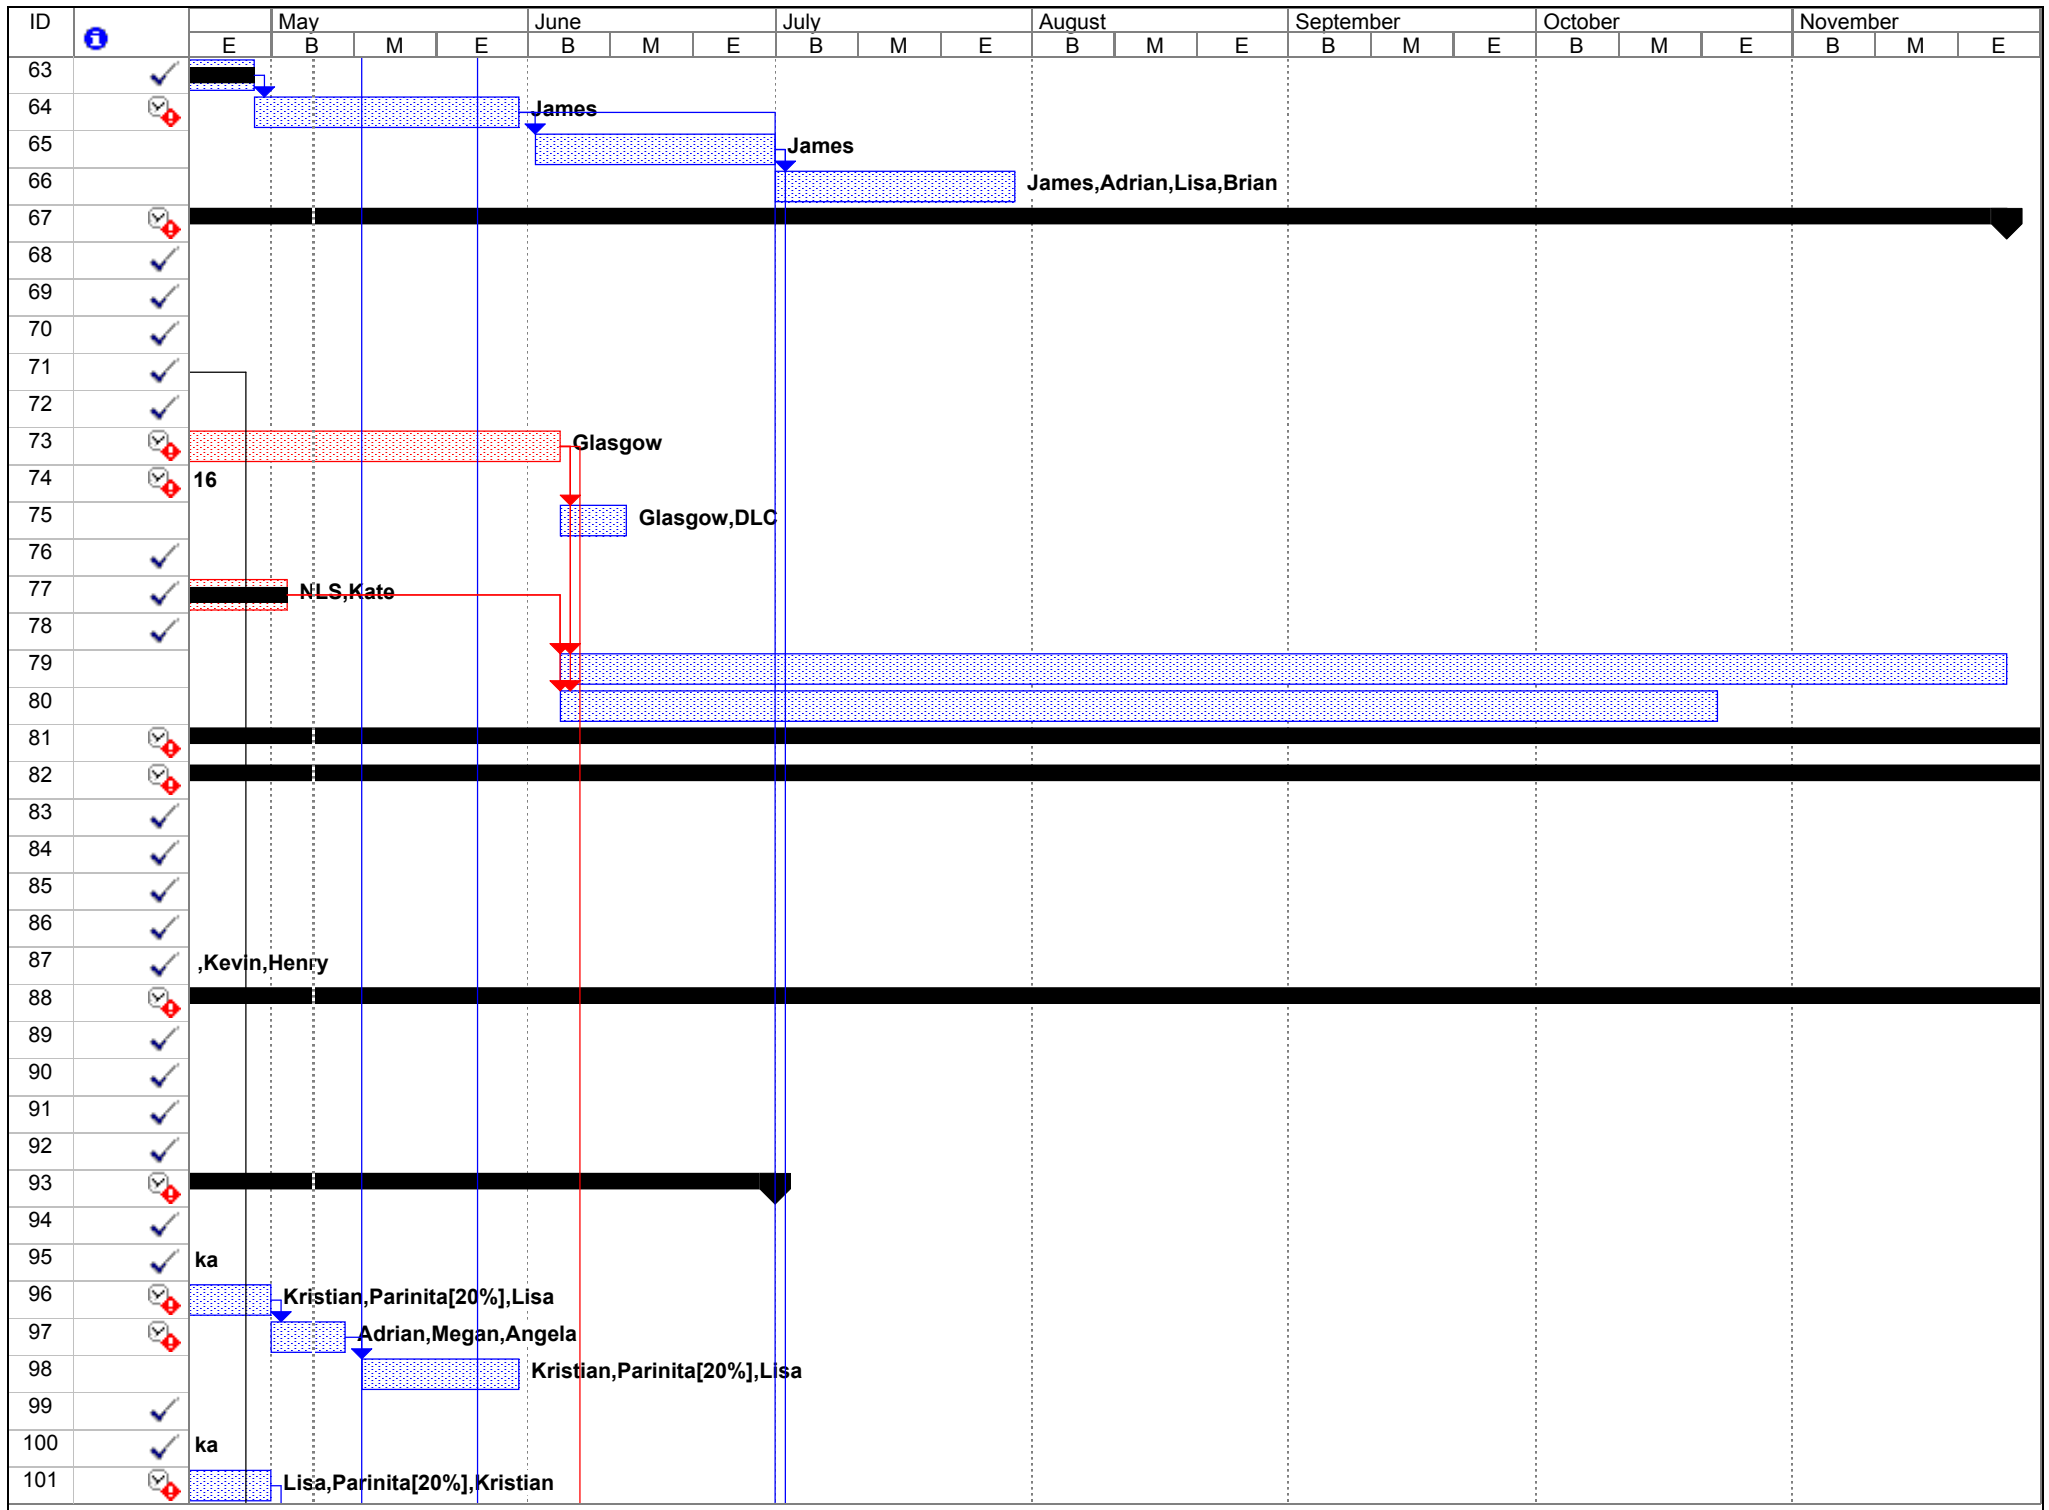 ID May June July August September October November
E B M E B M E B M E B M E B M E B M E B M E
63
64 James
65 James
66 James,Adrian,Lisa,Brian
67
68
69
70
71
72
73 Glasgow
74 16
75 Glasgow,DLC
76
77 NLS,Kate
78
79
80
81
82
83
84
85
86
87 ,Kevin,Henry
88
89
90
91
92
93
94
95 ka
96 Kristian,Parinita[20%],Lisa
97 Adrian,Megan,Angela
98 Kristian,Parinita[20%],Lisa
99
100 ka
101 Lisa,Parinita[20%],Kristian